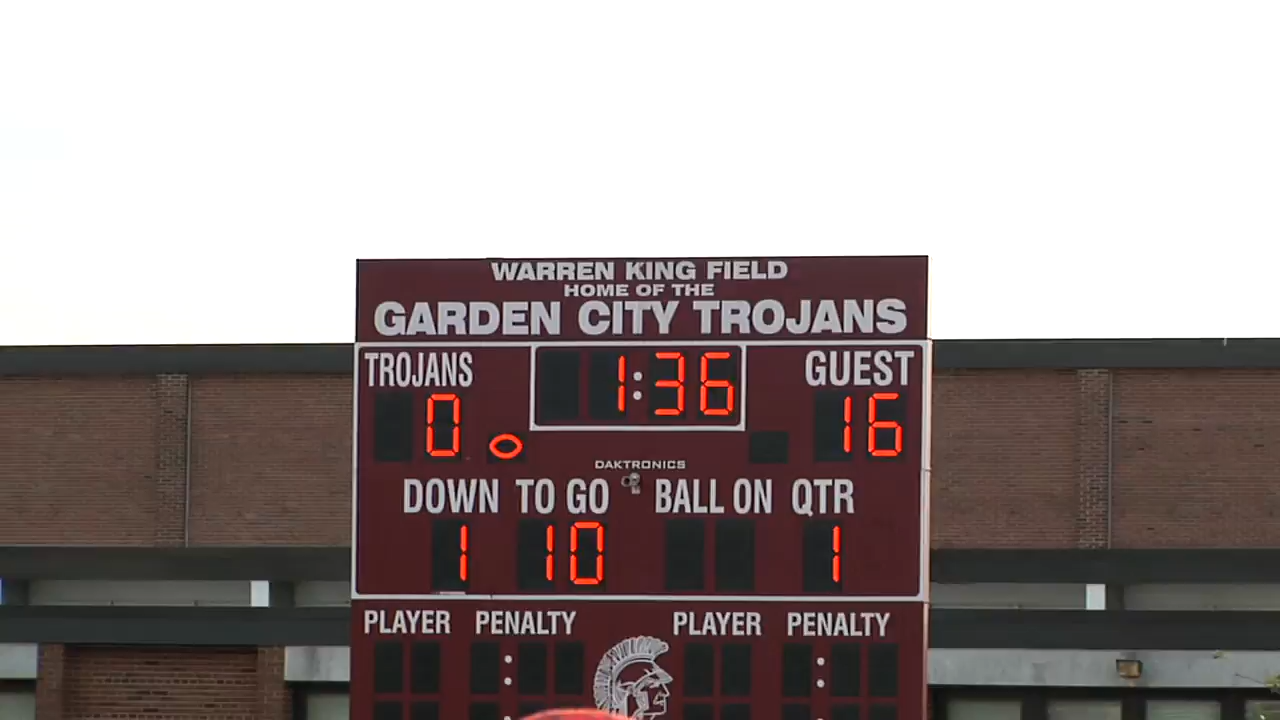 WARREN KING FIELD
HOME OF THE
GARDEN CITY TROJANS
TROJANS 1:36 GUEST
0 16
DAKTRONICS
DOWN TO GO BALL ON QTR
1 10 1
PLAYER PENALTY PLAYER PENALTY